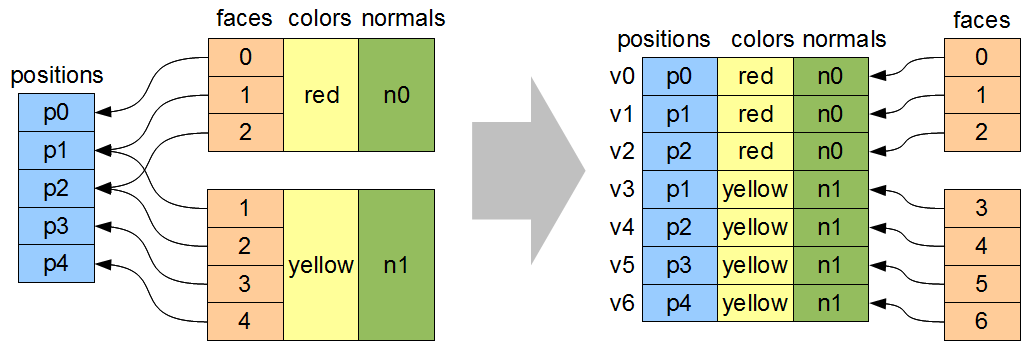 faces colors normals
positions
0
1
2
red
n0
p0
p1
p2
p3
p4
1
2
3
4
yellow
n1
positions colors normals
faces
v0 p0 red n0
v1 p1 red n0
v2 p2 red n0
v3 p1 yellow n1
v4 p2 yellow n1
v5 p3 yellow n1
v6 p4 yellow n1
0
1
2
3
4
5
6